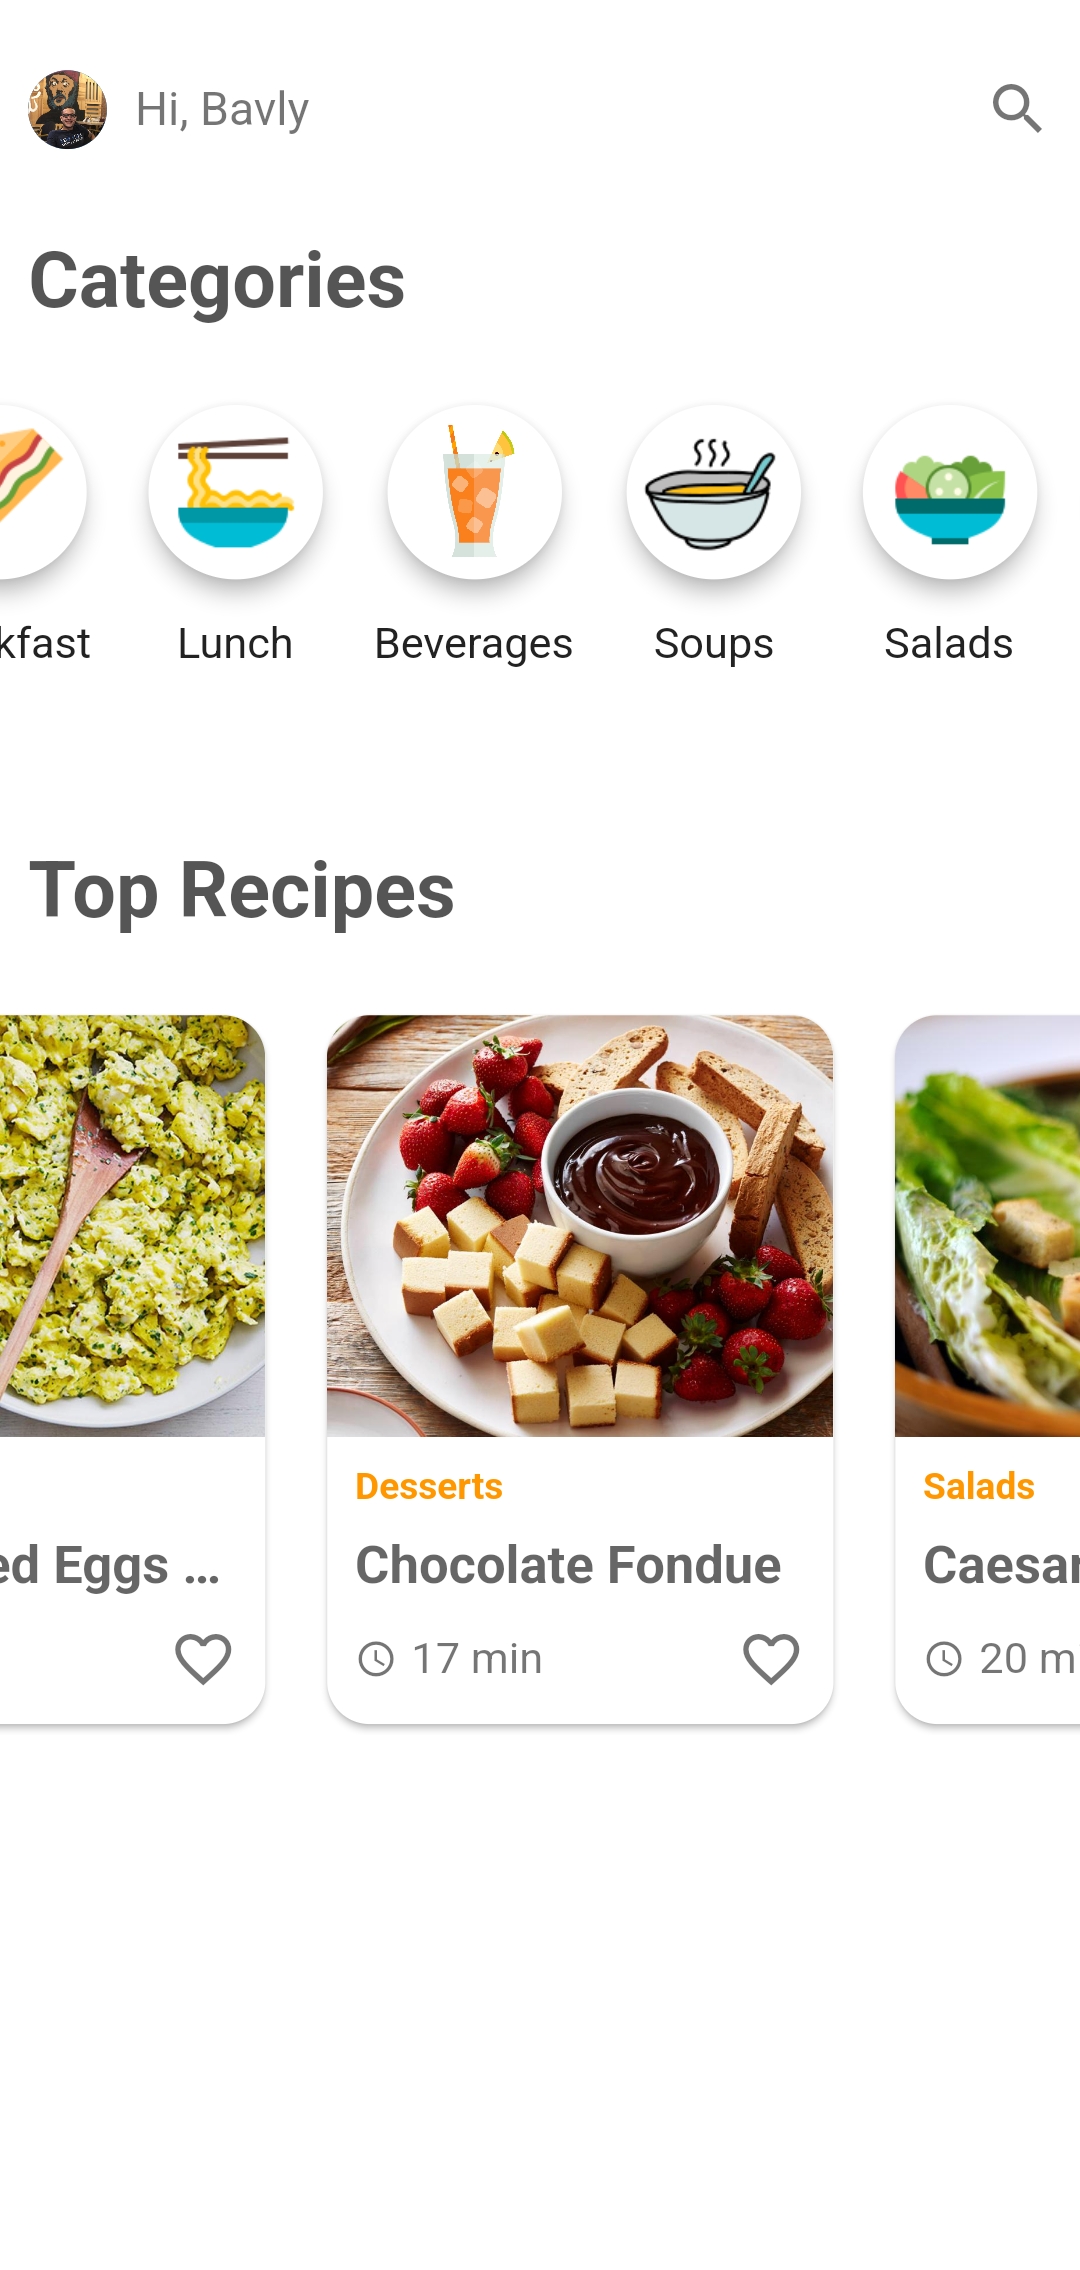 Hi, Bavly
Categories
kfast
Lunch
Beverages
Soups
Salads
Top Recipes
ed Eggs ...
Desserts
Chocolate Fondue
17 min
Salads
Caesar
20 m